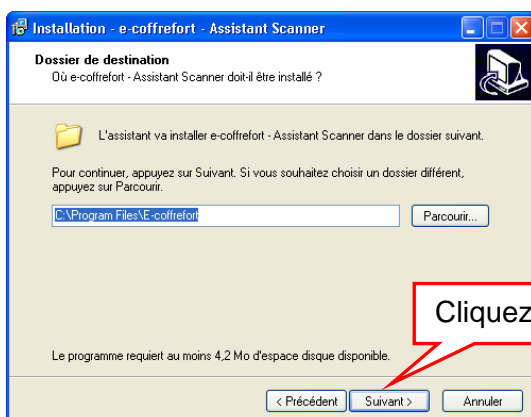 Installation - e-coffrefort - Assistant Scanner
Dossier de destination
Où e-coffrefort - Assistant Scanner doit-il être installé ?
L'assistant va installer e-coffrefort - Assistant Scanner dans le dossier suivant.
Pour continuer, appuyez sur Suivant. Si vous souhaitez choisir un dossier différent,
appuyez sur Parcourir.
C:\Program Files\E-coffrefort
Parcourir...
Cliquez
Le programme requiert au moins 4,2 Mo d'espace disque disponible.
< Précédent Suivant > Annuler